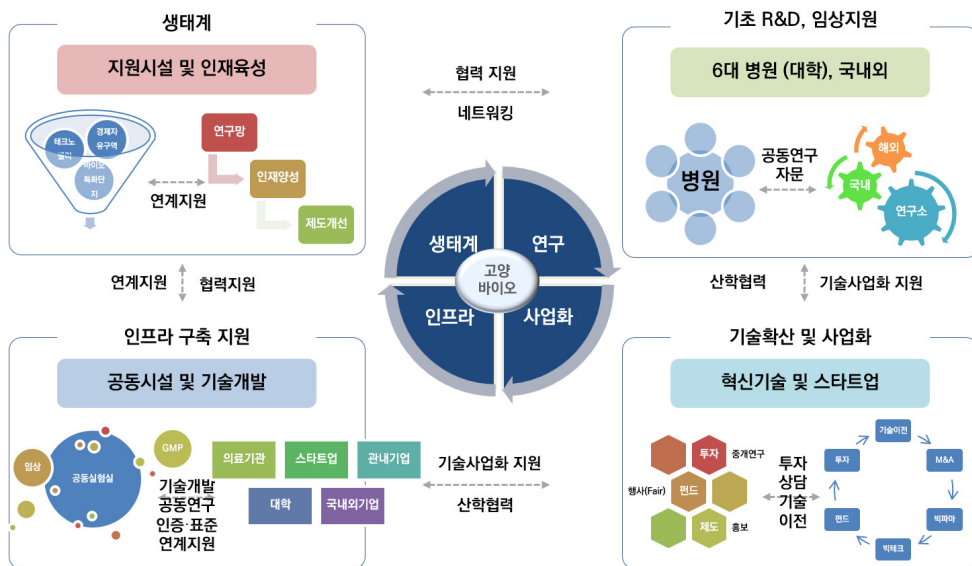 생태계
지원시설 및 인재육성
테크노
밸리
경제자
유구역
바이오
특화단
지
연계지원
연구망
인재양성
제도개선
협력 지원
네트워킹
기초 R&D, 임상지원
6대 병원 (대학), 국내외
병원
공동연구
자문
해외
국내
연구소
생태계
연구
고양
바이오
인프라
사업화
연계지원
협력지원
산학협력
기술사업화 지원
인프라 구축 지원
공동시설 및 기술개발
임상
공동실험실
GMP
기술개발
공동연구
인증·표준
연계지원
의료기관
스타트업
관내기업
대학
국내외기업
기술사업화 지원
산학협력
기술확산 및 사업화
혁신기술 및 스타트업
투자
중개연구
행사(Fair)
펀드
제도
홍보
투자
상담
기술
이전
기술이전
M&A
빅파마
빅테크
펀드
투자